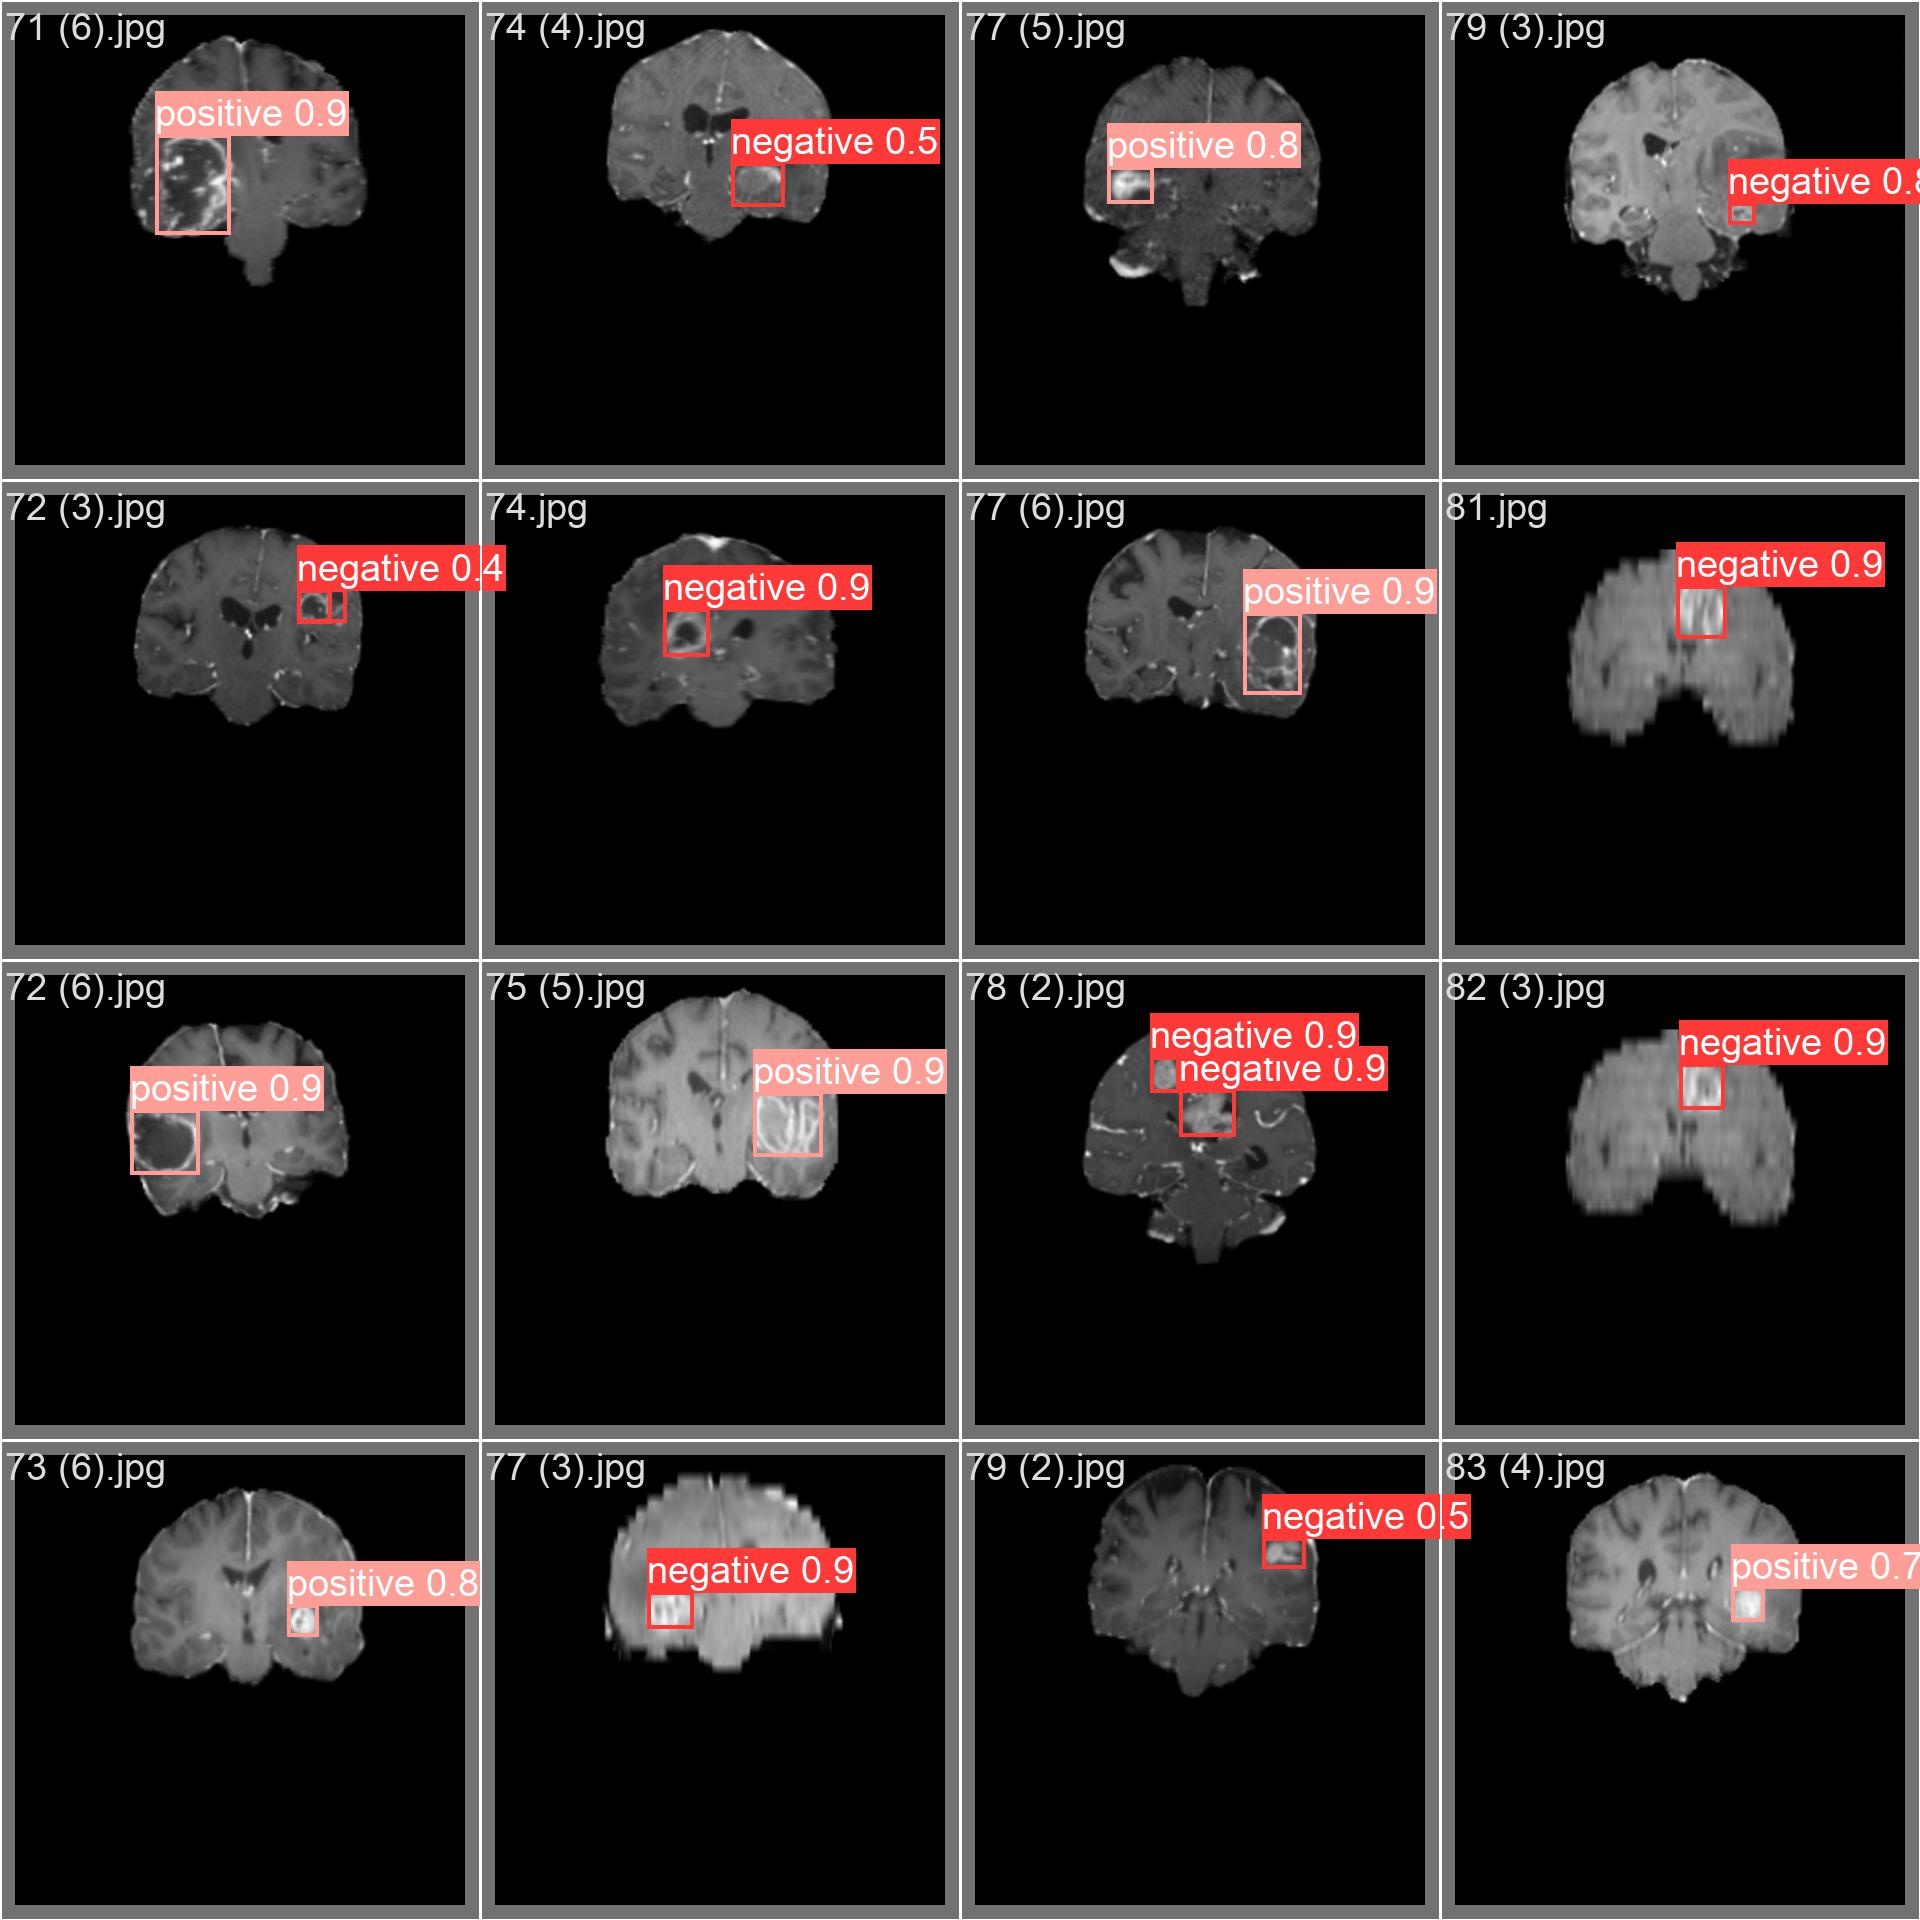 71 (6).jpg
positive 0.9
74 (4).jpg
negative 0.5
77 (5).jpg
positive 0.8
79 (3).jpg
negative 0.8
72 (3).jpg
negative 0.4
74.jpg
negative 0.9
77 (6).jpg
positive 0.9
81.jpg
negative 0.9
72 (6).jpg
positive 0.9
75 (5).jpg
positive 0.9
78 (2).jpg
negative 0.9
negative 0.9
82 (3).jpg
negative 0.9
73 (6).jpg
positive 0.8
77 (3).jpg
negative 0.9
79 (2).jpg
negative 0.5
83 (4).jpg
positive 0.7